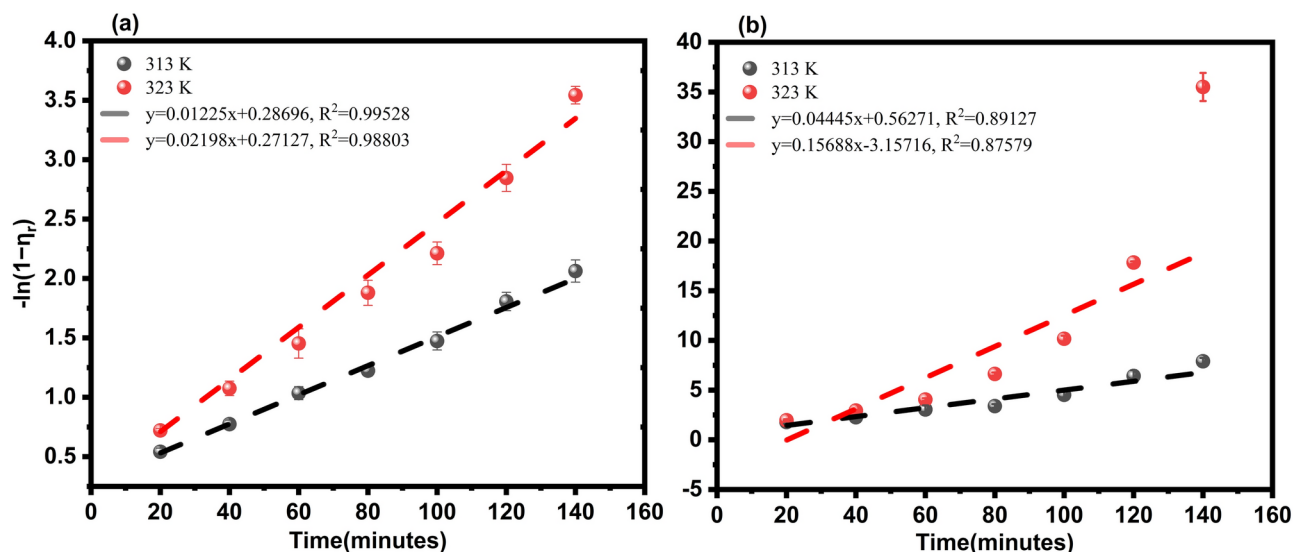 (a)
4.0
3.5
3.0
2.5
2.0
1.5
1.0
0.5
-ln(1−ηr)
313 K
323 K
y=0.01225x+0.28696, R²=0.99528
y=0.02198x+0.27127, R²=0.98803
0 20 40 60 80 100 120 140 160
Time(minutes)
(b)
40
35
30
25
20
15
10
5
0
-5
313 K
323 K
y=0.04445x+0.56271, R²=0.89127
y=0.15688x-3.15716, R²=0.87579
0 20 40 60 80 100 120 140 160
Time(minutes)